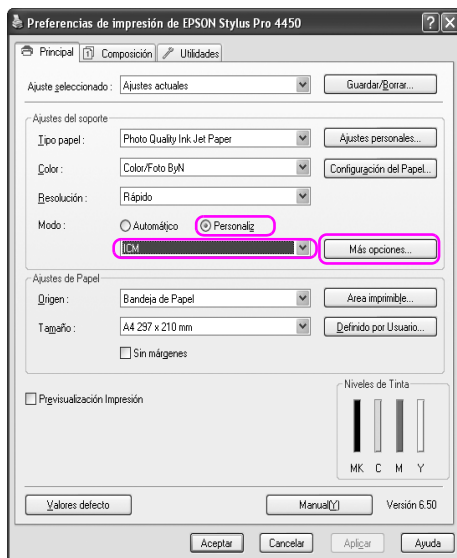 Preferencias de impresión de EPSON Stylus Pro 4450
Principal Composición Utilidades
Ajuste seleccionado : Ajustes actuales Guardar/Borrar...
Ajustes del soporte
Tipo papel : Photo Quality Ink Jet Paper Ajustes personales...
Color : Color/Foto ByN Configuración del Papel...
Resolución : Rápido
Modo : Automático Personaliz
ICM Más opciones...
Ajustes de Papel
Origen : Bandeja de Papel Area imprimible...
Tamaño : A4 297 x 210 mm Definido por Usuario...
Sin márgenes
Previsualización Impresión
Niveles de Tinta
MK C M Y
Valores defecto Manual(Y) Versión 6.50
Aceptar Cancelar Aplicar Ayuda